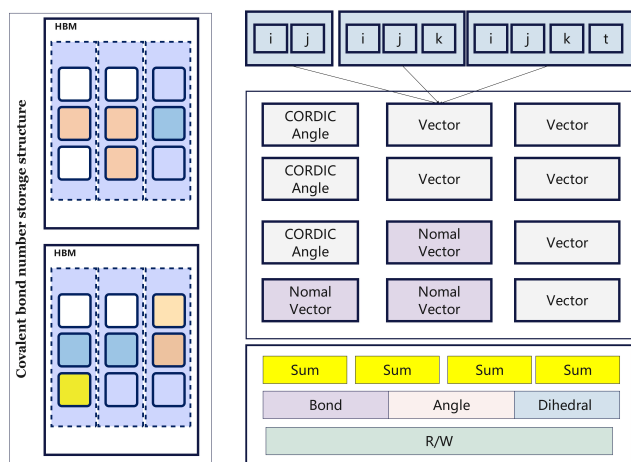 Covalent bond number storage structure
HBM
HBM
i j
i j k
i j k t
CORDIC
Angle
Vector
Vector
CORDIC
Angle
Vector
Vector
CORDIC
Angle
Nomal
Vector
Vector
Nomal
Vector
Nomal
Vector
Vector
Sum Sum Sum Sum
Bond Angle Dihedral
R/W